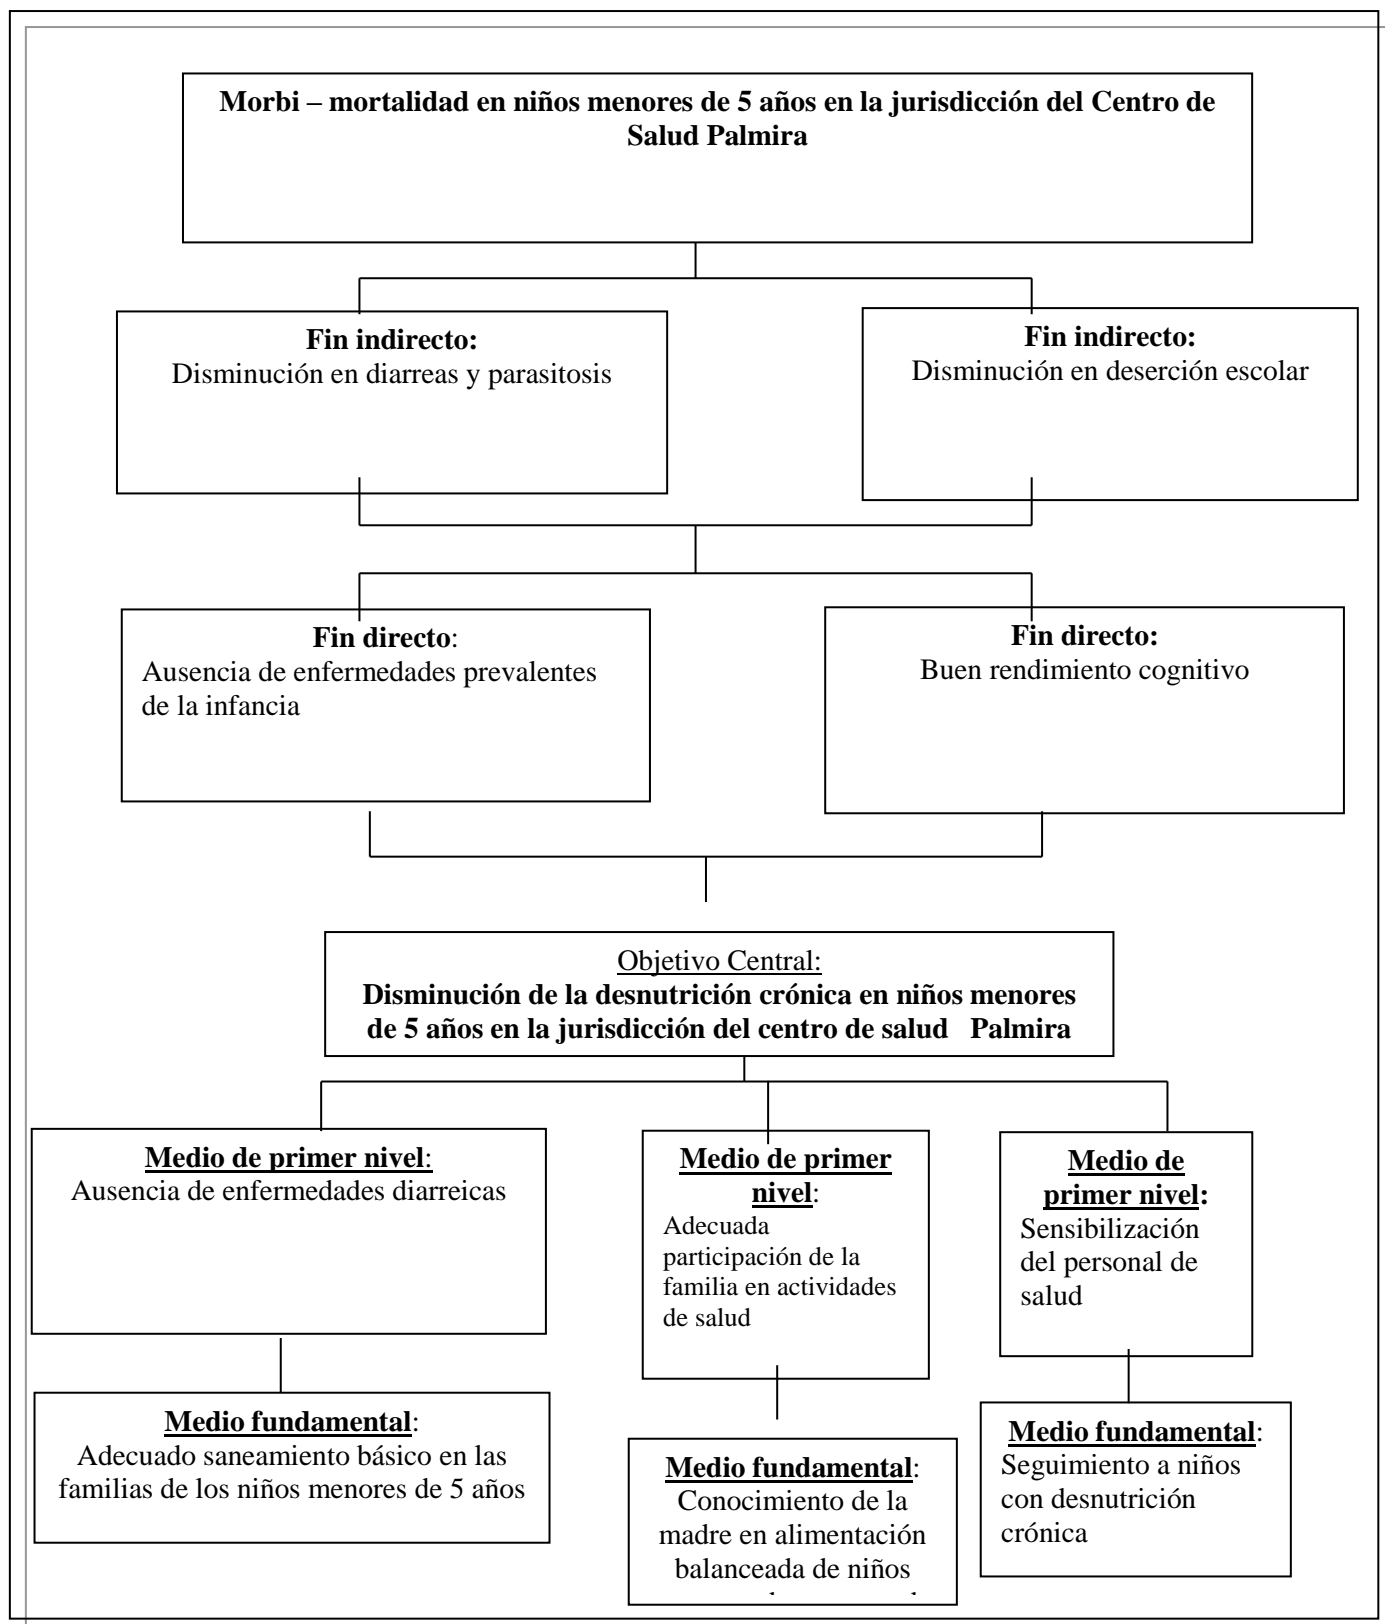 Morbi – mortalidad en niños menores de 5 años en la jurisdicción del Centro de
Salud Palmira
Fin indirecto:
Disminución en diarreas y parasitosis
Fin indirecto:
Disminución en deserción escolar
Fin directo:
Ausencia de enfermedades prevalentes
de la infancia
Fin directo:
Buen rendimiento cognitivo
Objetivo Central:
Disminución de la desnutrición crónica en niños menores
de 5 años en la jurisdicción del centro de salud Palmira
Medio de primer nivel:
Ausencia de enfermedades diarreicas
Medio de primer
nivel:
Adecuada
participación de la
familia en actividades
de salud
Medio de
primer nivel:
Sensibilización
del personal de
salud
Medio fundamental:
Adecuado saneamiento básico en las
familias de los niños menores de 5 años
Medio fundamental:
Conocimiento de la
madre en alimentación
balanceada de niños
Medio fundamental:
Seguimiento a niños
con desnutrición
crónica